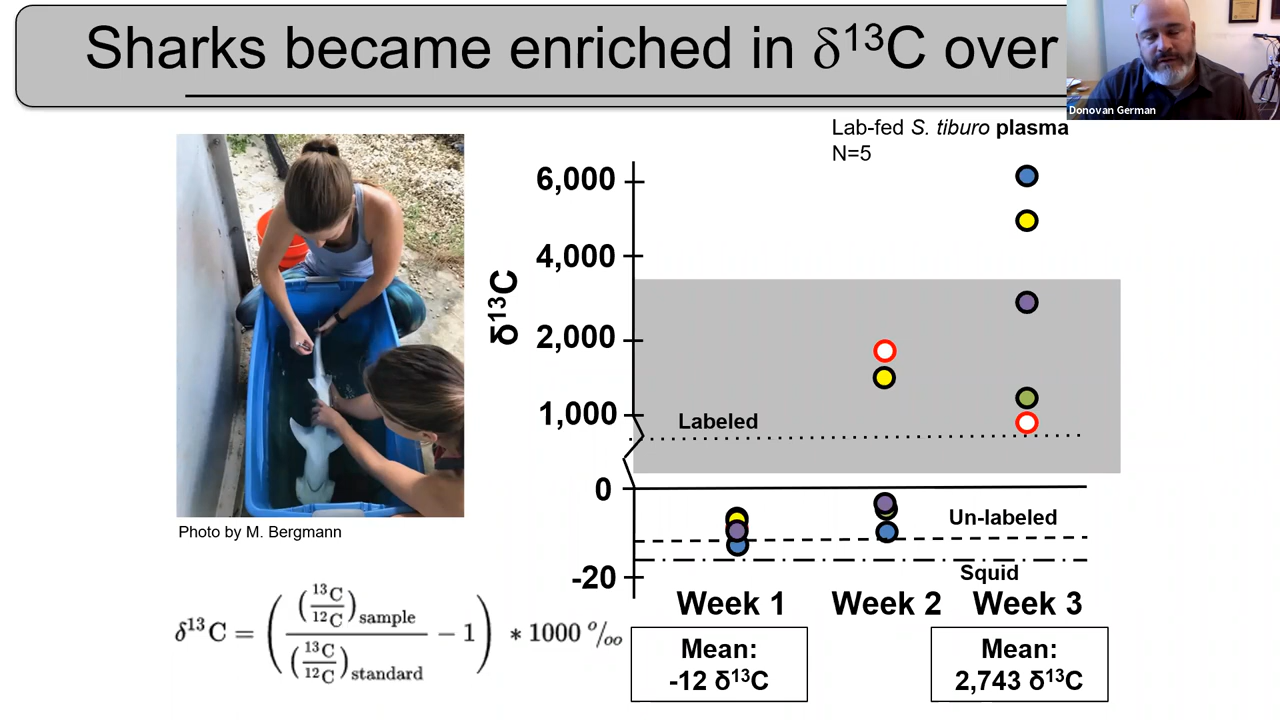 Sharks became enriched in δ¹³C over
Donovan German
Lab-fed S. tiburo plasma
N=5
6,000
4,000
2,000
1,000
0
-20
δ¹³C
Labeled
Un-labeled
Squid
Week 1 Week 2 Week 3
Mean:
-12 δ¹³C
Mean:
2,743 δ¹³C
Photo by M. Bergmann
δ¹³C = ( (¹³C/¹²C)sample / (¹³C/¹²C)standard − 1 ) * 1000 ‰